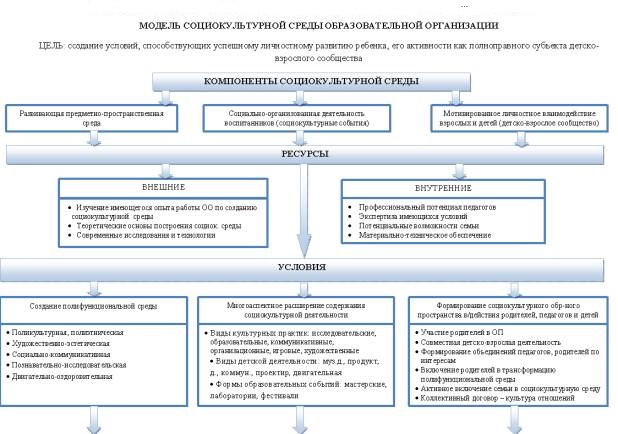 ...
МОДЕЛЬ СОЦИОКУЛЬТУРНОЙ СРЕДЫ ОБРАЗОВАТЕЛЬНОЙ ОРГАНИЗАЦИИ
ЦЕЛЬ: создание условий, способствующих успешному личностному развитию ребенка, его активности как полноправного субъекта детско-
взрослого сообщества
КОМПОНЕНТЫ СОЦИОКУЛЬТУРНОЙ СРЕДЫ
Развивающая предметно-пространственная
среда
Социально-организованная деятельность
воспитанников (социокультурные события)
Мотивированное личностное взаимодействие
взрослых и детей (детско-взрослое сообщество)
РЕСУРСЫ
ВНЕШНИЕ
• Изучение имеющегося опыта работы ОО по созданию
социокультурной среды
• Теоретические основы построения социок. среды
• Современные исследования и технологии
ВНУТРЕННИЕ
• Профессиональный потенциал педагогов
• Экспертиза имеющихся условий
• Потенциальные возможности семьи
• Материально-техническое обеспечение
УСЛОВИЯ
Создание полифункциональной среды
• Поликультурная, полиэтническая
• Художественно-эстетическая
• Социально-коммуникативная
• Познавательно-исследовательская
• Двигательно-оздоровительная
Многоаспектное расширение содержания
социокультурной деятельности
• Виды культурных практик: исследовательские,
образовательные, коммуникативные,
организационные, игровые, художественные
• Виды детской деятельности: муз.д., продукт.
д., коммун., проектир, двигательная
• Формы образовательных событий: мастерские,
лаборатории, фестивали
Формирование социокультурного обр-ного
пространства в/действия родителей, педагогов и детей
• Участие родителей в ОП
• Совместная детско-взрослая деятельность
• Формирование объединений педагогов, родителей по
интересам
• Включение родителей в трансформацию
полифункциональной среды
• Активное включение семьи в социокультурную среду
• Коллективный договор – культура отношений